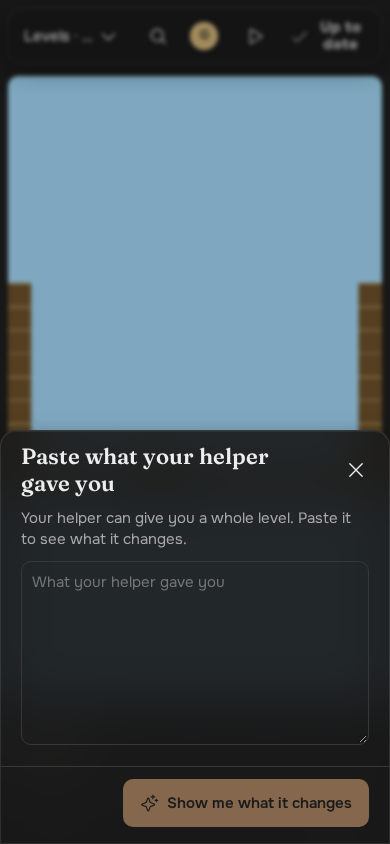 Levels · ...
Up to
date
Paste what your helper
gave you
Your helper can give you a whole level. Paste it
to see what it changes.
What your helper gave you
Show me what it changes